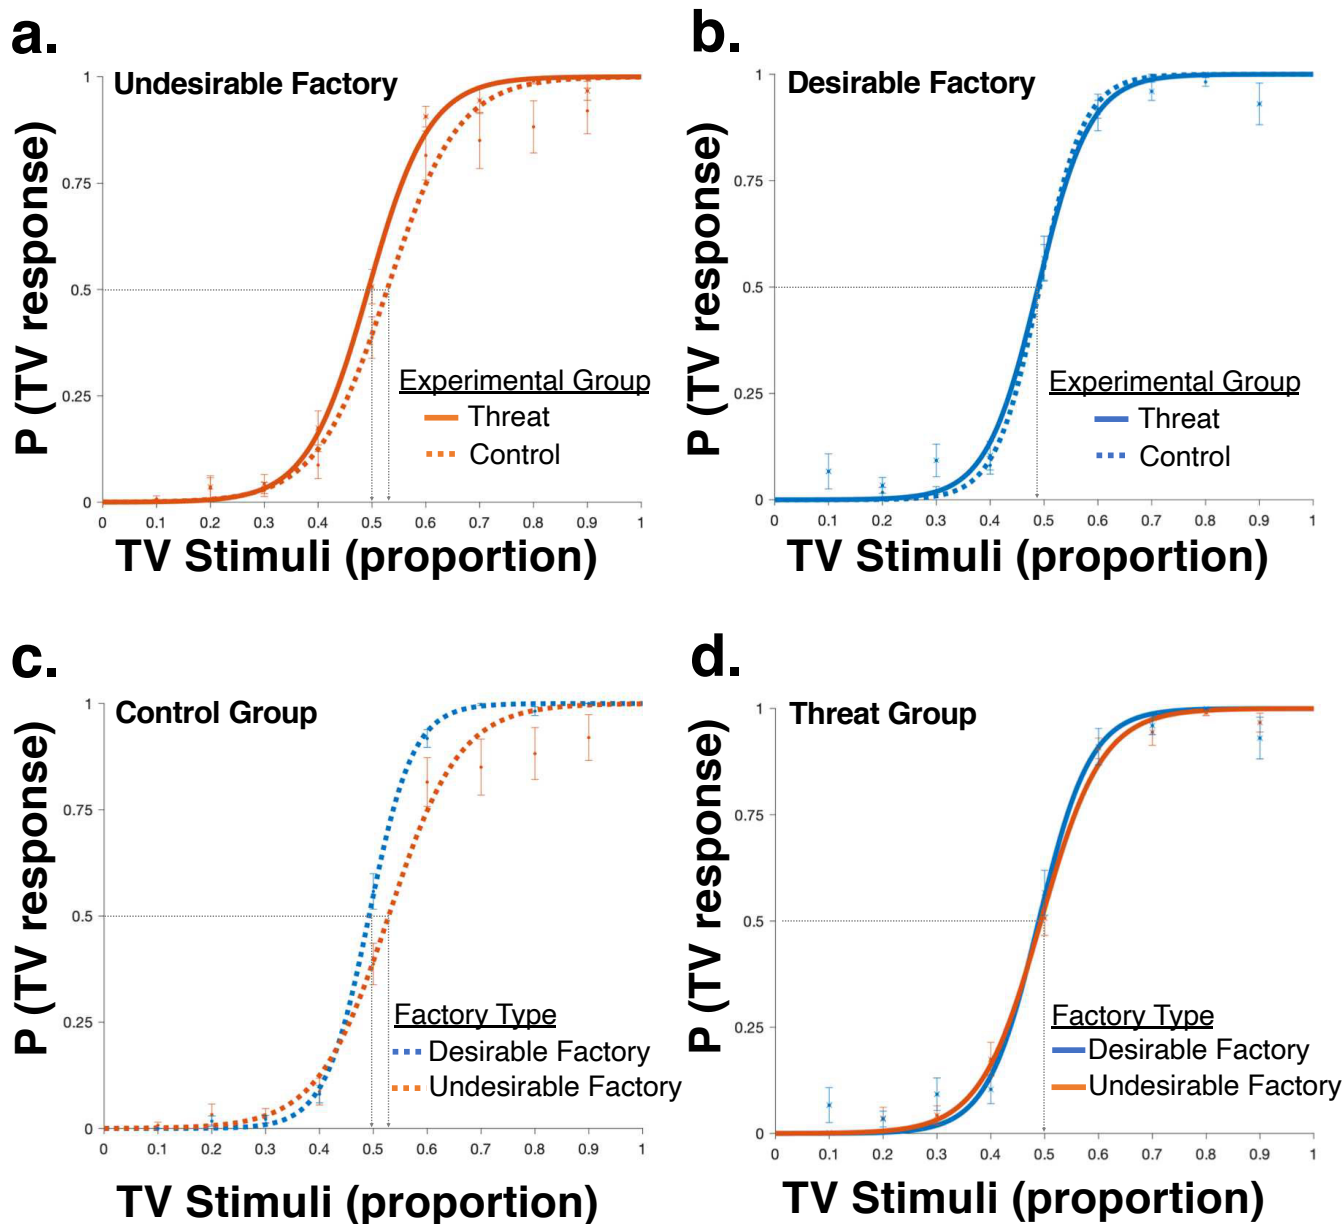 a.
Undesirable Factory
P (TV response)
1
0.75
0.5
0.25
0
Experimental Group
Threat
Control
0 0.1 0.2 0.3 0.4 0.5 0.6 0.7 0.8 0.9 1
TV Stimuli (proportion)
b.
Desirable Factory
P (TV response)
1
0.75
0.5
0.25
0
Experimental Group
Threat
Control
0 0.1 0.2 0.3 0.4 0.5 0.6 0.7 0.8 0.9 1
TV Stimuli (proportion)
c.
Control Group
P (TV response)
1
0.75
0.5
0.25
0
Factory Type
Desirable Factory
Undesirable Factory
0 0.1 0.2 0.3 0.4 0.5 0.6 0.7 0.8 0.9 1
TV Stimuli (proportion)
d.
Threat Group
P (TV response)
1
0.75
0.5
0.25
0
Factory Type
Desirable Factory
Undesirable Factory
0 0.1 0.2 0.3 0.4 0.5 0.6 0.7 0.8 0.9 1
TV Stimuli (proportion)